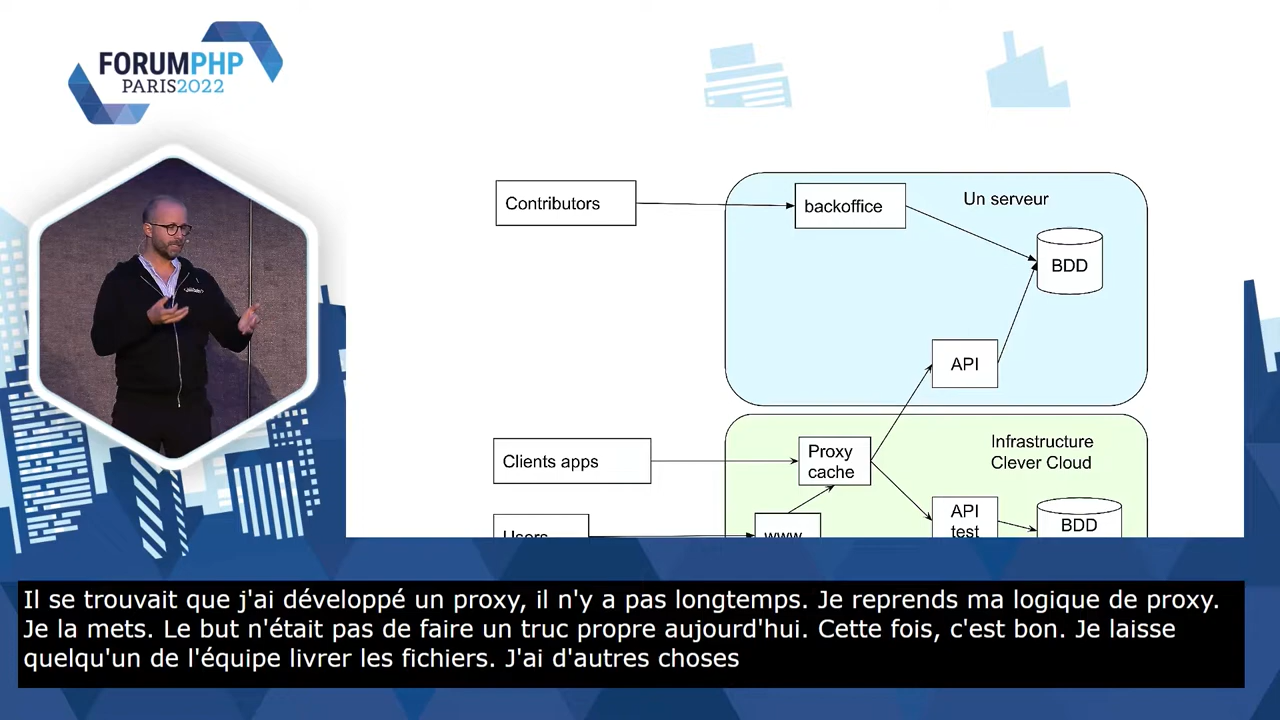 FORUMPHP
PARIS2022
Contributors
backoffice
Un serveur
BDD
API
Clients apps
Proxy
cache
Infrastructure
Clever Cloud
API
test
BDD
Users
www
Il se trouvait que j'ai développé un proxy, il n'y a pas longtemps. Je reprends ma logique de proxy.
Je la mets. Le but n'était pas de faire un truc propre aujourd'hui. Cette fois, c'est bon. Je laisse
quelqu'un de l'équipe livrer les fichiers. J'ai d'autres choses